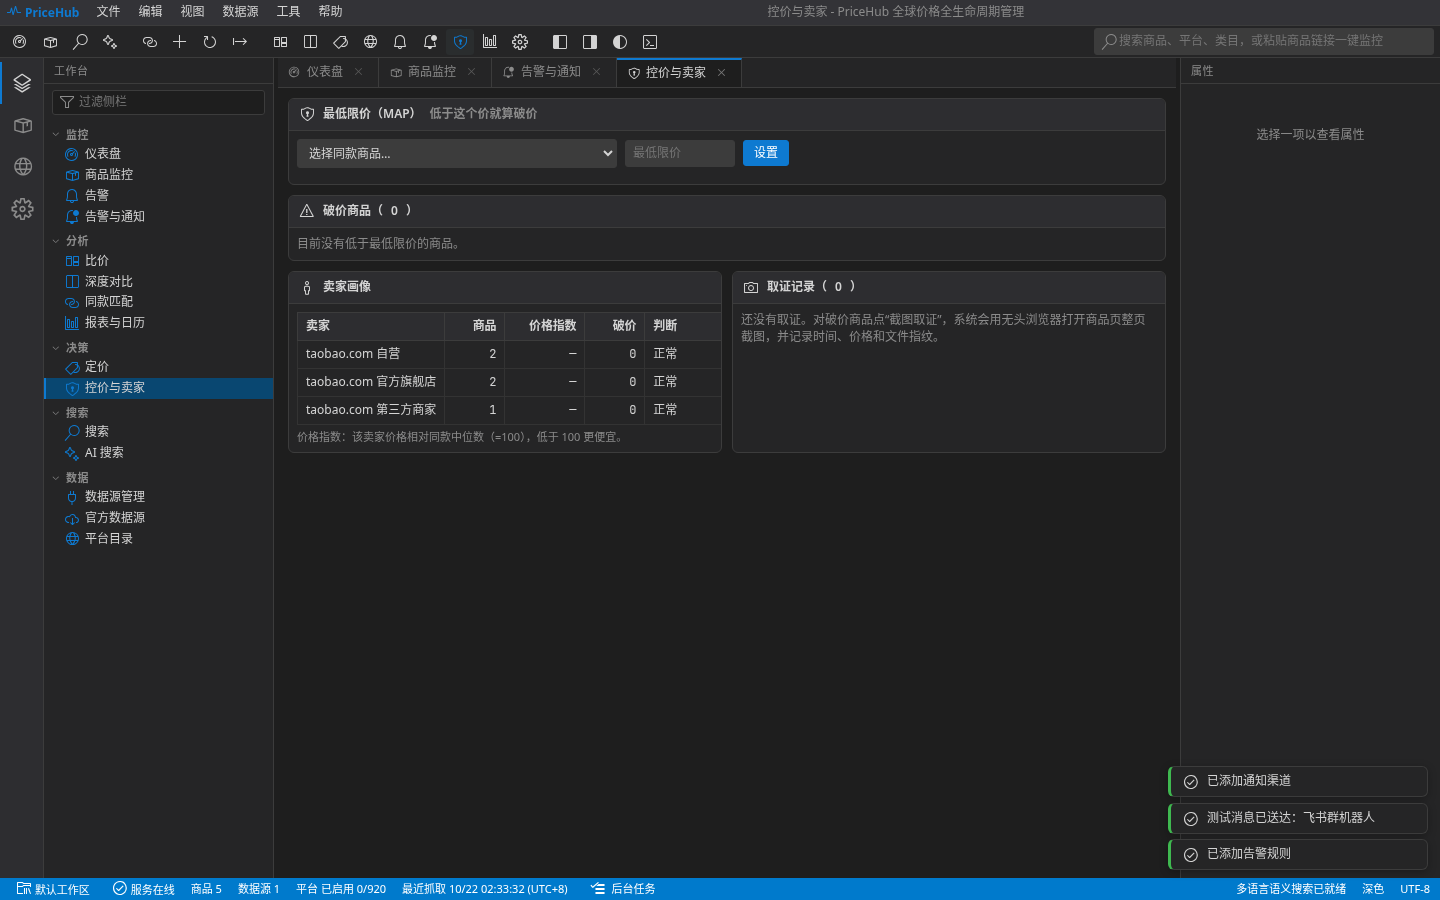 PriceHub 文件 编辑 视图 数据源 工具 帮助 控价与卖家 - PriceHub 全球价格全生命周期管理
搜索商品、平台、类目，或粘贴商品链接一键监控
工作台
过滤侧栏
监控
仪表盘
商品监控
告警
告警与通知
分析
比价
深度对比
同款匹配
报表与日历
决策
定价
控价与卖家
搜索
搜索
AI 搜索
数据
数据源管理
官方数据源
平台目录
仪表盘 商品监控 告警与通知 控价与卖家
最低限价（MAP） 低于这个价就算破价
选择同款商品... 最低限价 设置
破价商品（ 0 ）
目前没有低于最低限价的商品。
卖家画像
卖家 商品 价格指数 破价 判断
taobao.com 自营 2 — 0 正常
taobao.com 官方旗舰店 2 — 0 正常
taobao.com 第三方商家 1 — 0 正常
价格指数：该卖家价格相对同款中位数（=100），低于 100 更便宜。
取证记录（ 0 ）
还没有取证。对破价商品点“截图取证”，系统会用无头浏览器打开商品页整页
截图，并记录时间、价格和文件指纹。
属性
选择一项以查看属性
已添加通知渠道
测试消息已送达：飞书群机器人
已添加告警规则
默认工作区 服务在线 商品 5 数据源 1 平台 已启用 0/920 最近抓取 10/22 02:33:32 (UTC+8) 后台任务 多语言语义搜索已就绪 深色 UTF-8